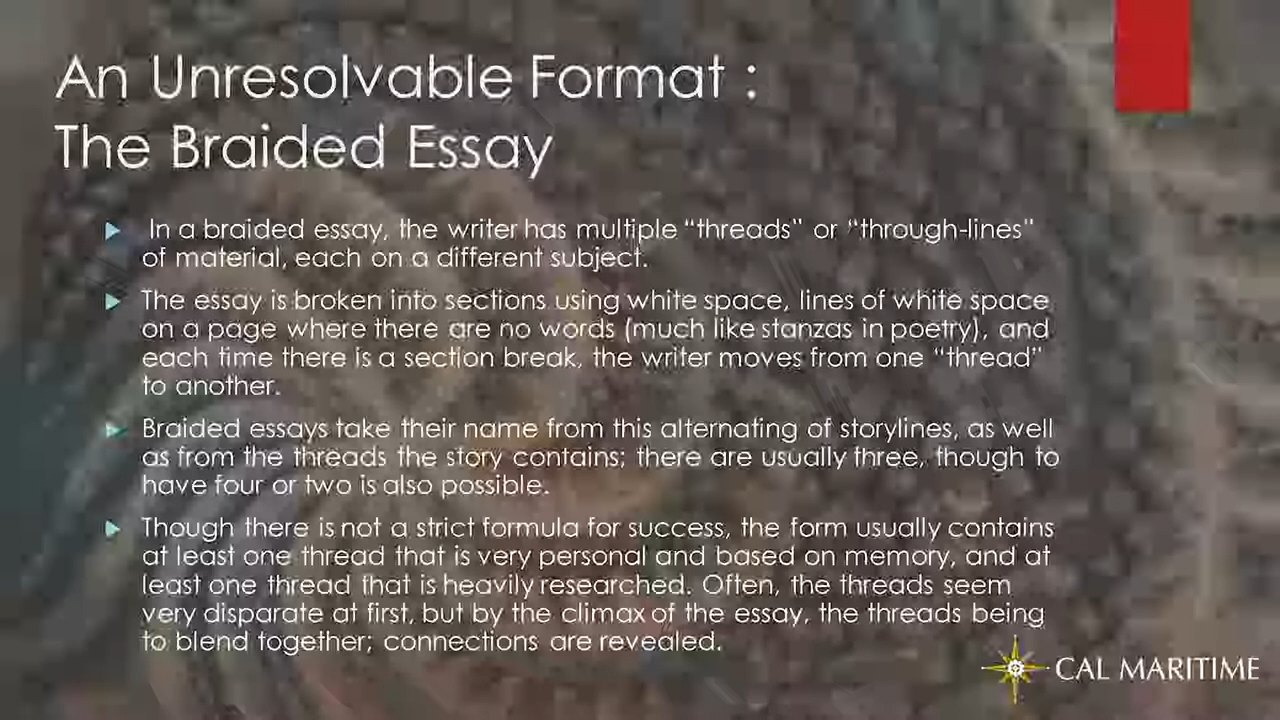 An Unresolvable Format :
The Braided Essay
In a braided essay, the writer has multiple “threads” or “through-lines”
of material, each on a different subject.
The essay is broken into sections using white space, lines of white space
on a page where there are no words (much like stanzas in poetry), and
each time there is a section break, the writer moves from one “thread”
to another.
Braided essays take their name from this alternating of storylines, as well
as from the threads the story contains; there are usually three, though to
have four or two is also possible.
Though there is not a strict formula for success, the form usually contains
at least one thread that is very personal and based on memory, and at
least one thread that is heavily researched. Often, the threads seem
very disparate at first, but by the climax of the essay, the threads being
to blend together; connections are revealed.
CAL MARITIME